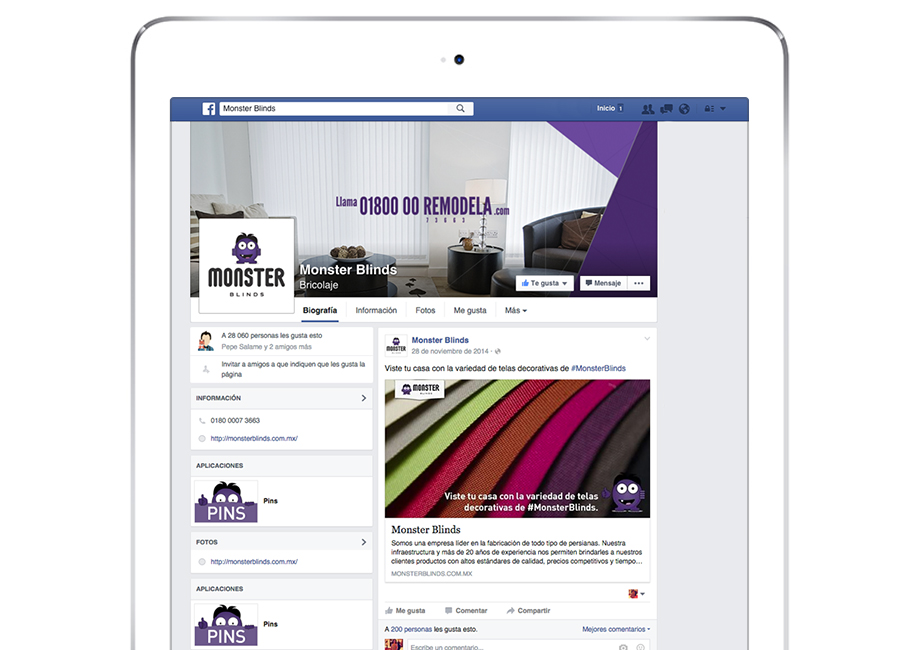 Monster Blinds
Inicio 1
Llama 01800 00 REMODELA.com
7 3 6 6 3
MONSTER
BLINDS
Monster Blinds
Bricolaje
Te gusta
Mensaje
Biografía
Información
Fotos
Me gusta
Más
A 28 060 personas les gusta esto
Pepe Salame y 2 amigos más
Invitar a amigos a que indiquen que les gusta la
página
INFORMACIÓN
0180 0007 3663
http://monsterblinds.com.mx/
APLICACIONES
PINS
Pins
FOTOS
http://monsterblinds.com.mx/
APLICACIONES
PINS
Pins
MONSTER
Monster Blinds
28 de noviembre de 2014 ·
Viste tu casa con la variedad de telas decorativas de #MonsterBlinds
MONSTER
BLINDS
Viste tu casa con la variedad de telas
decorativas de #MonsterBlinds.
Monster Blinds
Somos una empresa líder en la fabricación de todo tipo de persianas. Nuestra
infraestructura y más de 20 años de experiencia nos permiten brindarles a nuestros
clientes productos con altos estándares de calidad, precios competitivos y tiempo...
MONSTERBLINDS.COM.MX
Me gusta
Comentar
Compartir
A 200 personas les gusta esto.
Mejores comentarios
Escribe un comentario...